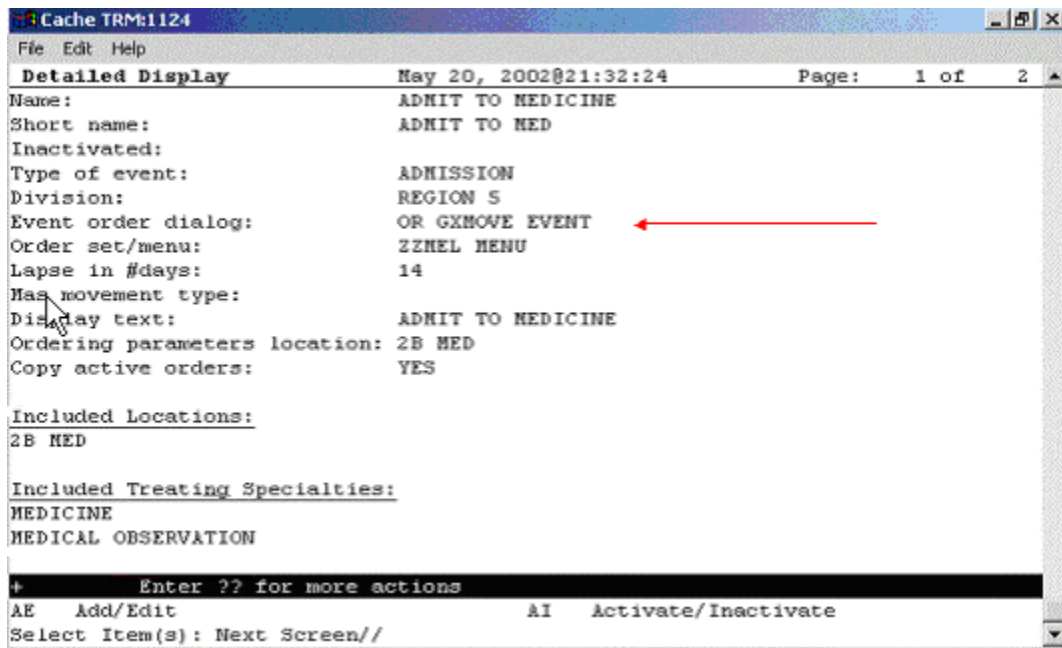 Cache TRM:1124
File Edit Help
Detailed Display May 20, 2002@21:32:24 Page: 1 of 2
Name: ADMIT TO MEDICINE
Short name: ADMIT TO MED
Inactivated:
Type of event: ADMISSION
Division: REGION 5
Event order dialog: OR GXMOVE EVENT
Order set/menu: ZZMEL MENU
Lapse in #days: 14
Mas movement type:
Display text: ADMIT TO MEDICINE
Ordering parameters location: 2B MED
Copy active orders: YES
Included Locations:
2B MED
Included Treating Specialties:
MEDICINE
MEDICAL OBSERVATION
+ Enter ?? for more actions
AE Add/Edit AI Activate/Inactivate
Select Item(s): Next Screen//